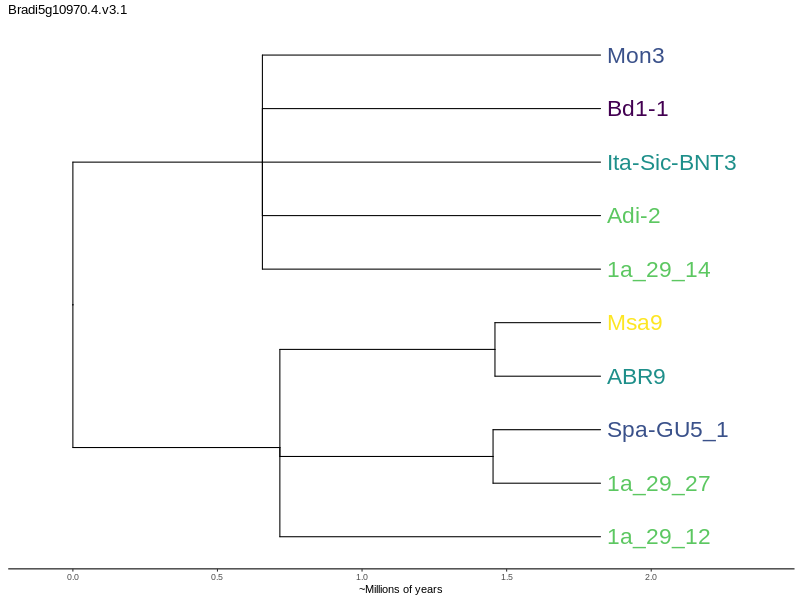 Bradi5g10970.4.v3.1
Mon3
Bd1-1
Ita-Sic-BNT3
Adi-2
1a_29_14
Msa9
ABR9
Spa-GU5_1
1a_29_27
1a_29_12
0.0 0.5 1.0 1.5 2.0
~Millions of years